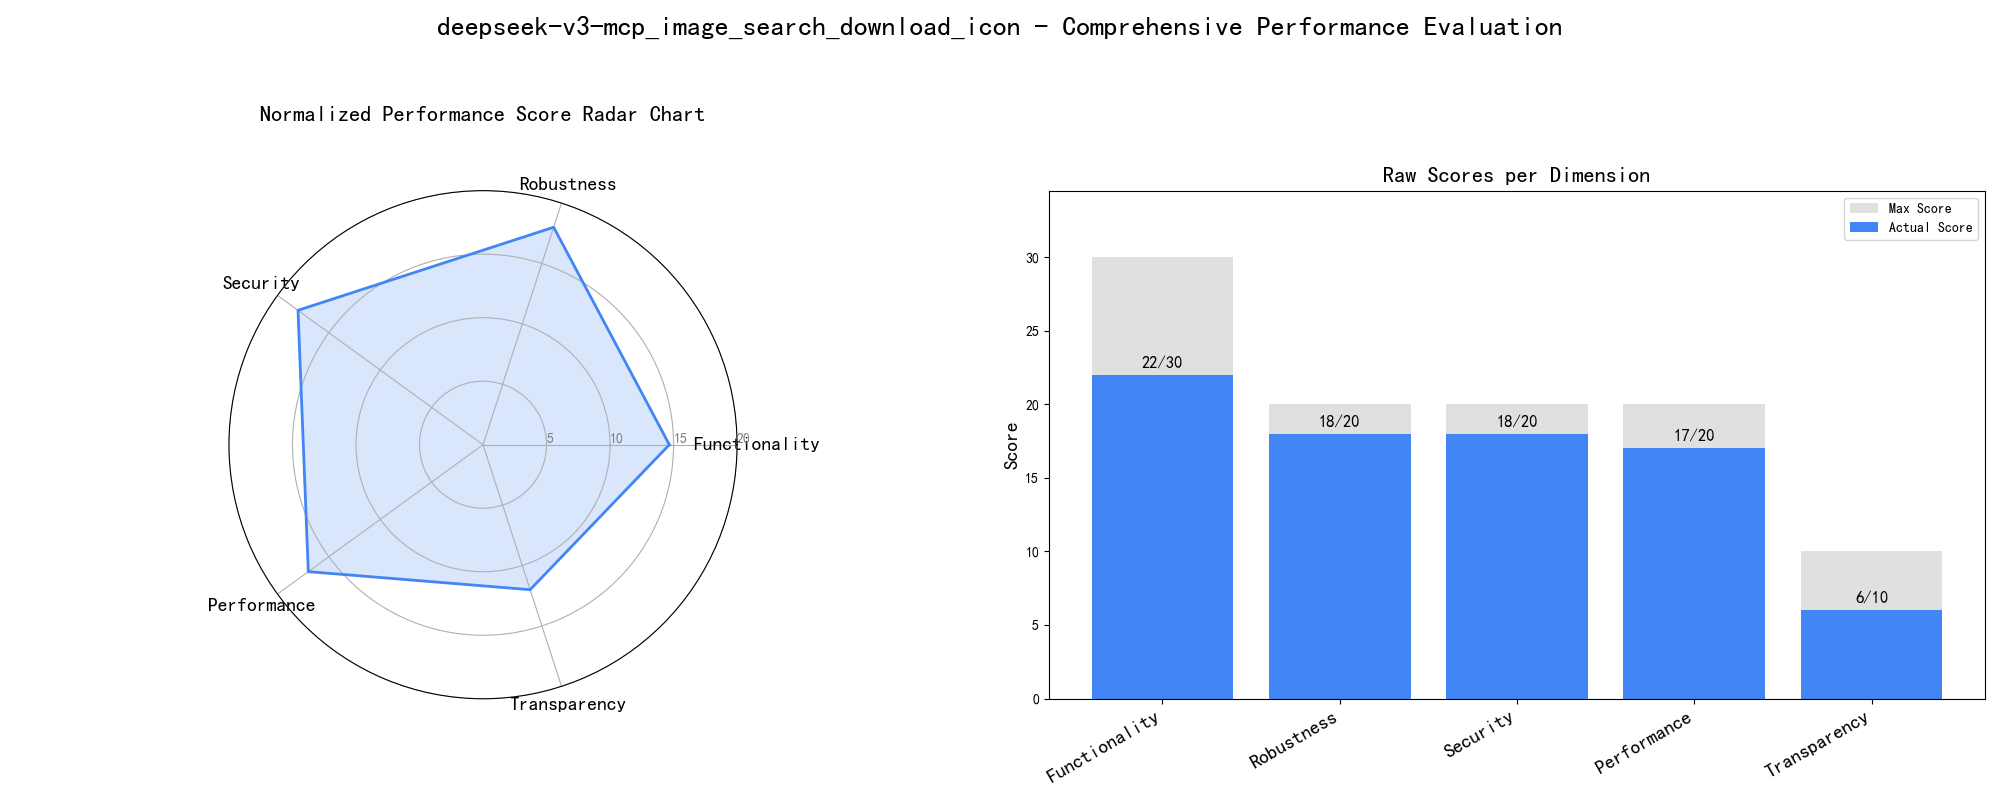 deepseek-v3-mcp_image_search_download_icon - Comprehensive Performance Evaluation
Normalized Performance Score Radar Chart
Robustness
Security
Functionality
5
10
15
20
Performance
Transparency
Raw Scores per Dimension
Max Score
Actual Score
Score
30
25
20
15
10
5
0
22/30
18/20
18/20
17/20
6/10
Functionality
Robustness
Security
Performance
Transparency